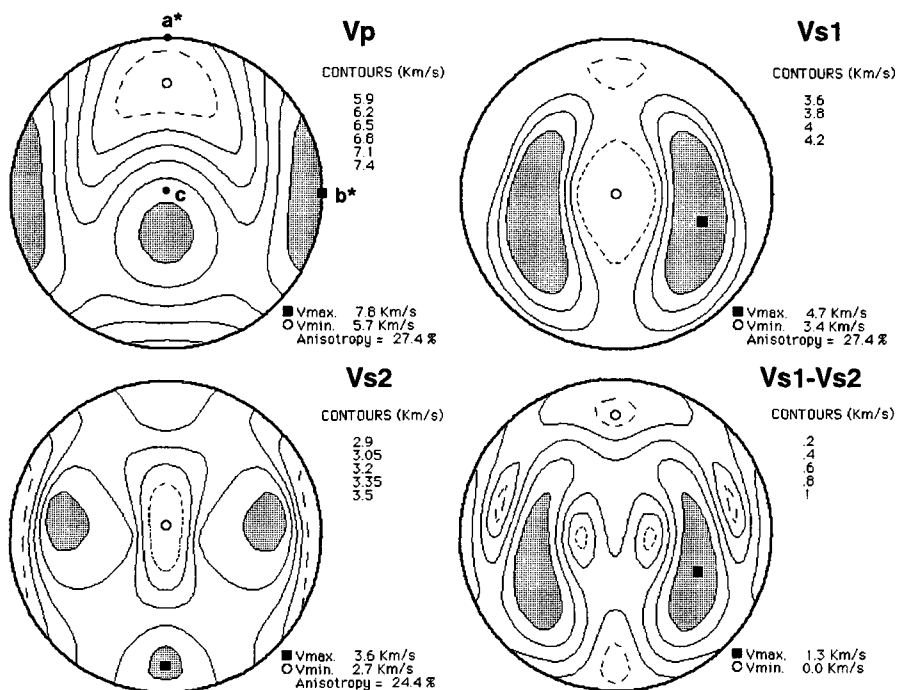 a*
Vp
CONTOURS (Km/s)
5.9
6.2
6.5
6.8
7.1
7.4
c
b*
Vmax. 7.8 Km/s
Vmin. 5.7 Km/s
Anisotropy = 27.4 %
Vs1
CONTOURS (Km/s)
3.6
3.8
4
4.2
Vmax. 4.7 Km/s
Vmin. 3.4 Km/s
Anisotropy = 27.4 %
Vs2
CONTOURS (Km/s)
2.9
3.05
3.2
3.35
3.5
Vmax. 3.6 Km/s
Vmin. 2.7 Km/s
Anisotropy = 24.4 %
Vs1-Vs2
CONTOURS (Km/s)
.2
.4
.6
.8
1
Vmax. 1.3 Km/s
Vmin. 0.0 Km/s